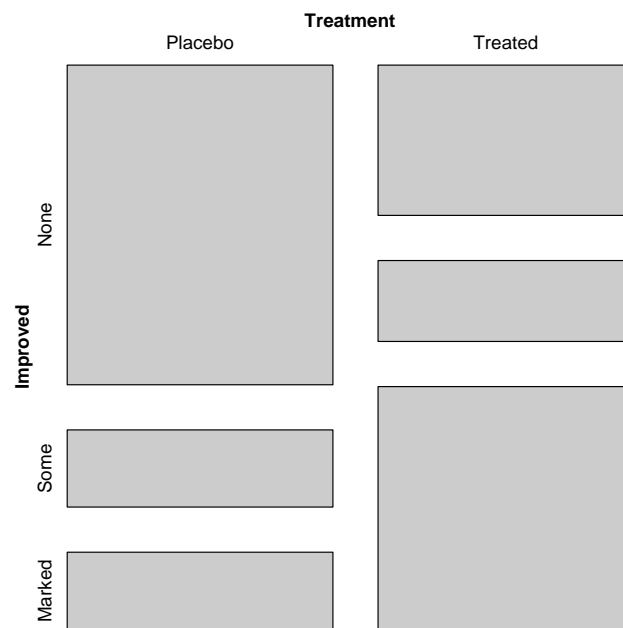 Treatment
Placebo Treated
None
Improved
Some
Marked